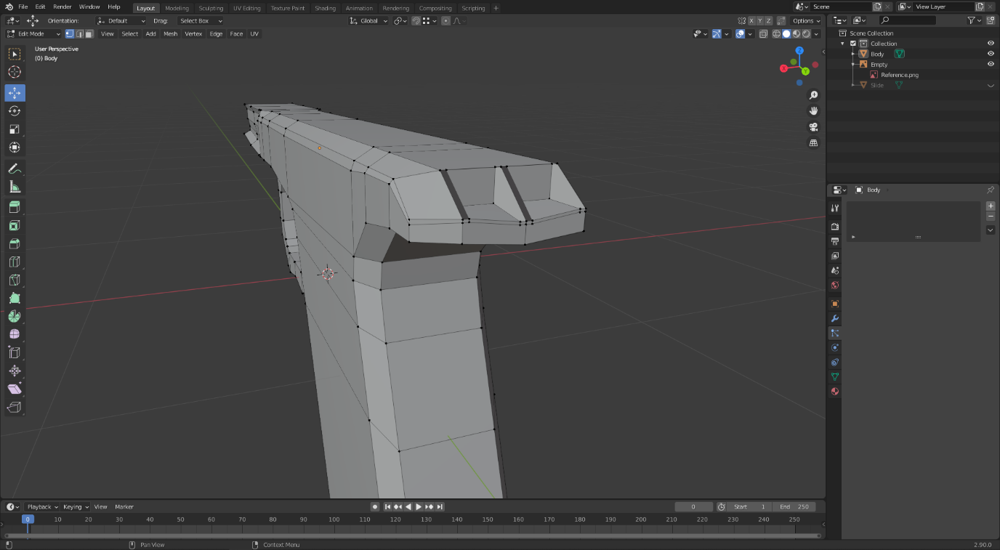 File Edit Render Window Help Layout Modeling Sculpting UV Editing Texture Paint Shading Animation Rendering Compositing Scripting + Scene View Layer
Orientation: Default Drag: Select Box Global X Y Z Options
Edit Mode View Select Add Mesh Vertex Edge Face UV
User Perspective
(0) Body
Z
X
Y
Scene Collection
Collection
Body
Empty
Reference.png
Slide
Body
Playback Keying View Marker 0 Start 1 End 250
0 10 20 30 40 50 60 70 80 90 100 110 120 130 140 150 160 170 180 190 200 210 220 230 240 250
Pan View Context Menu 2.90.0